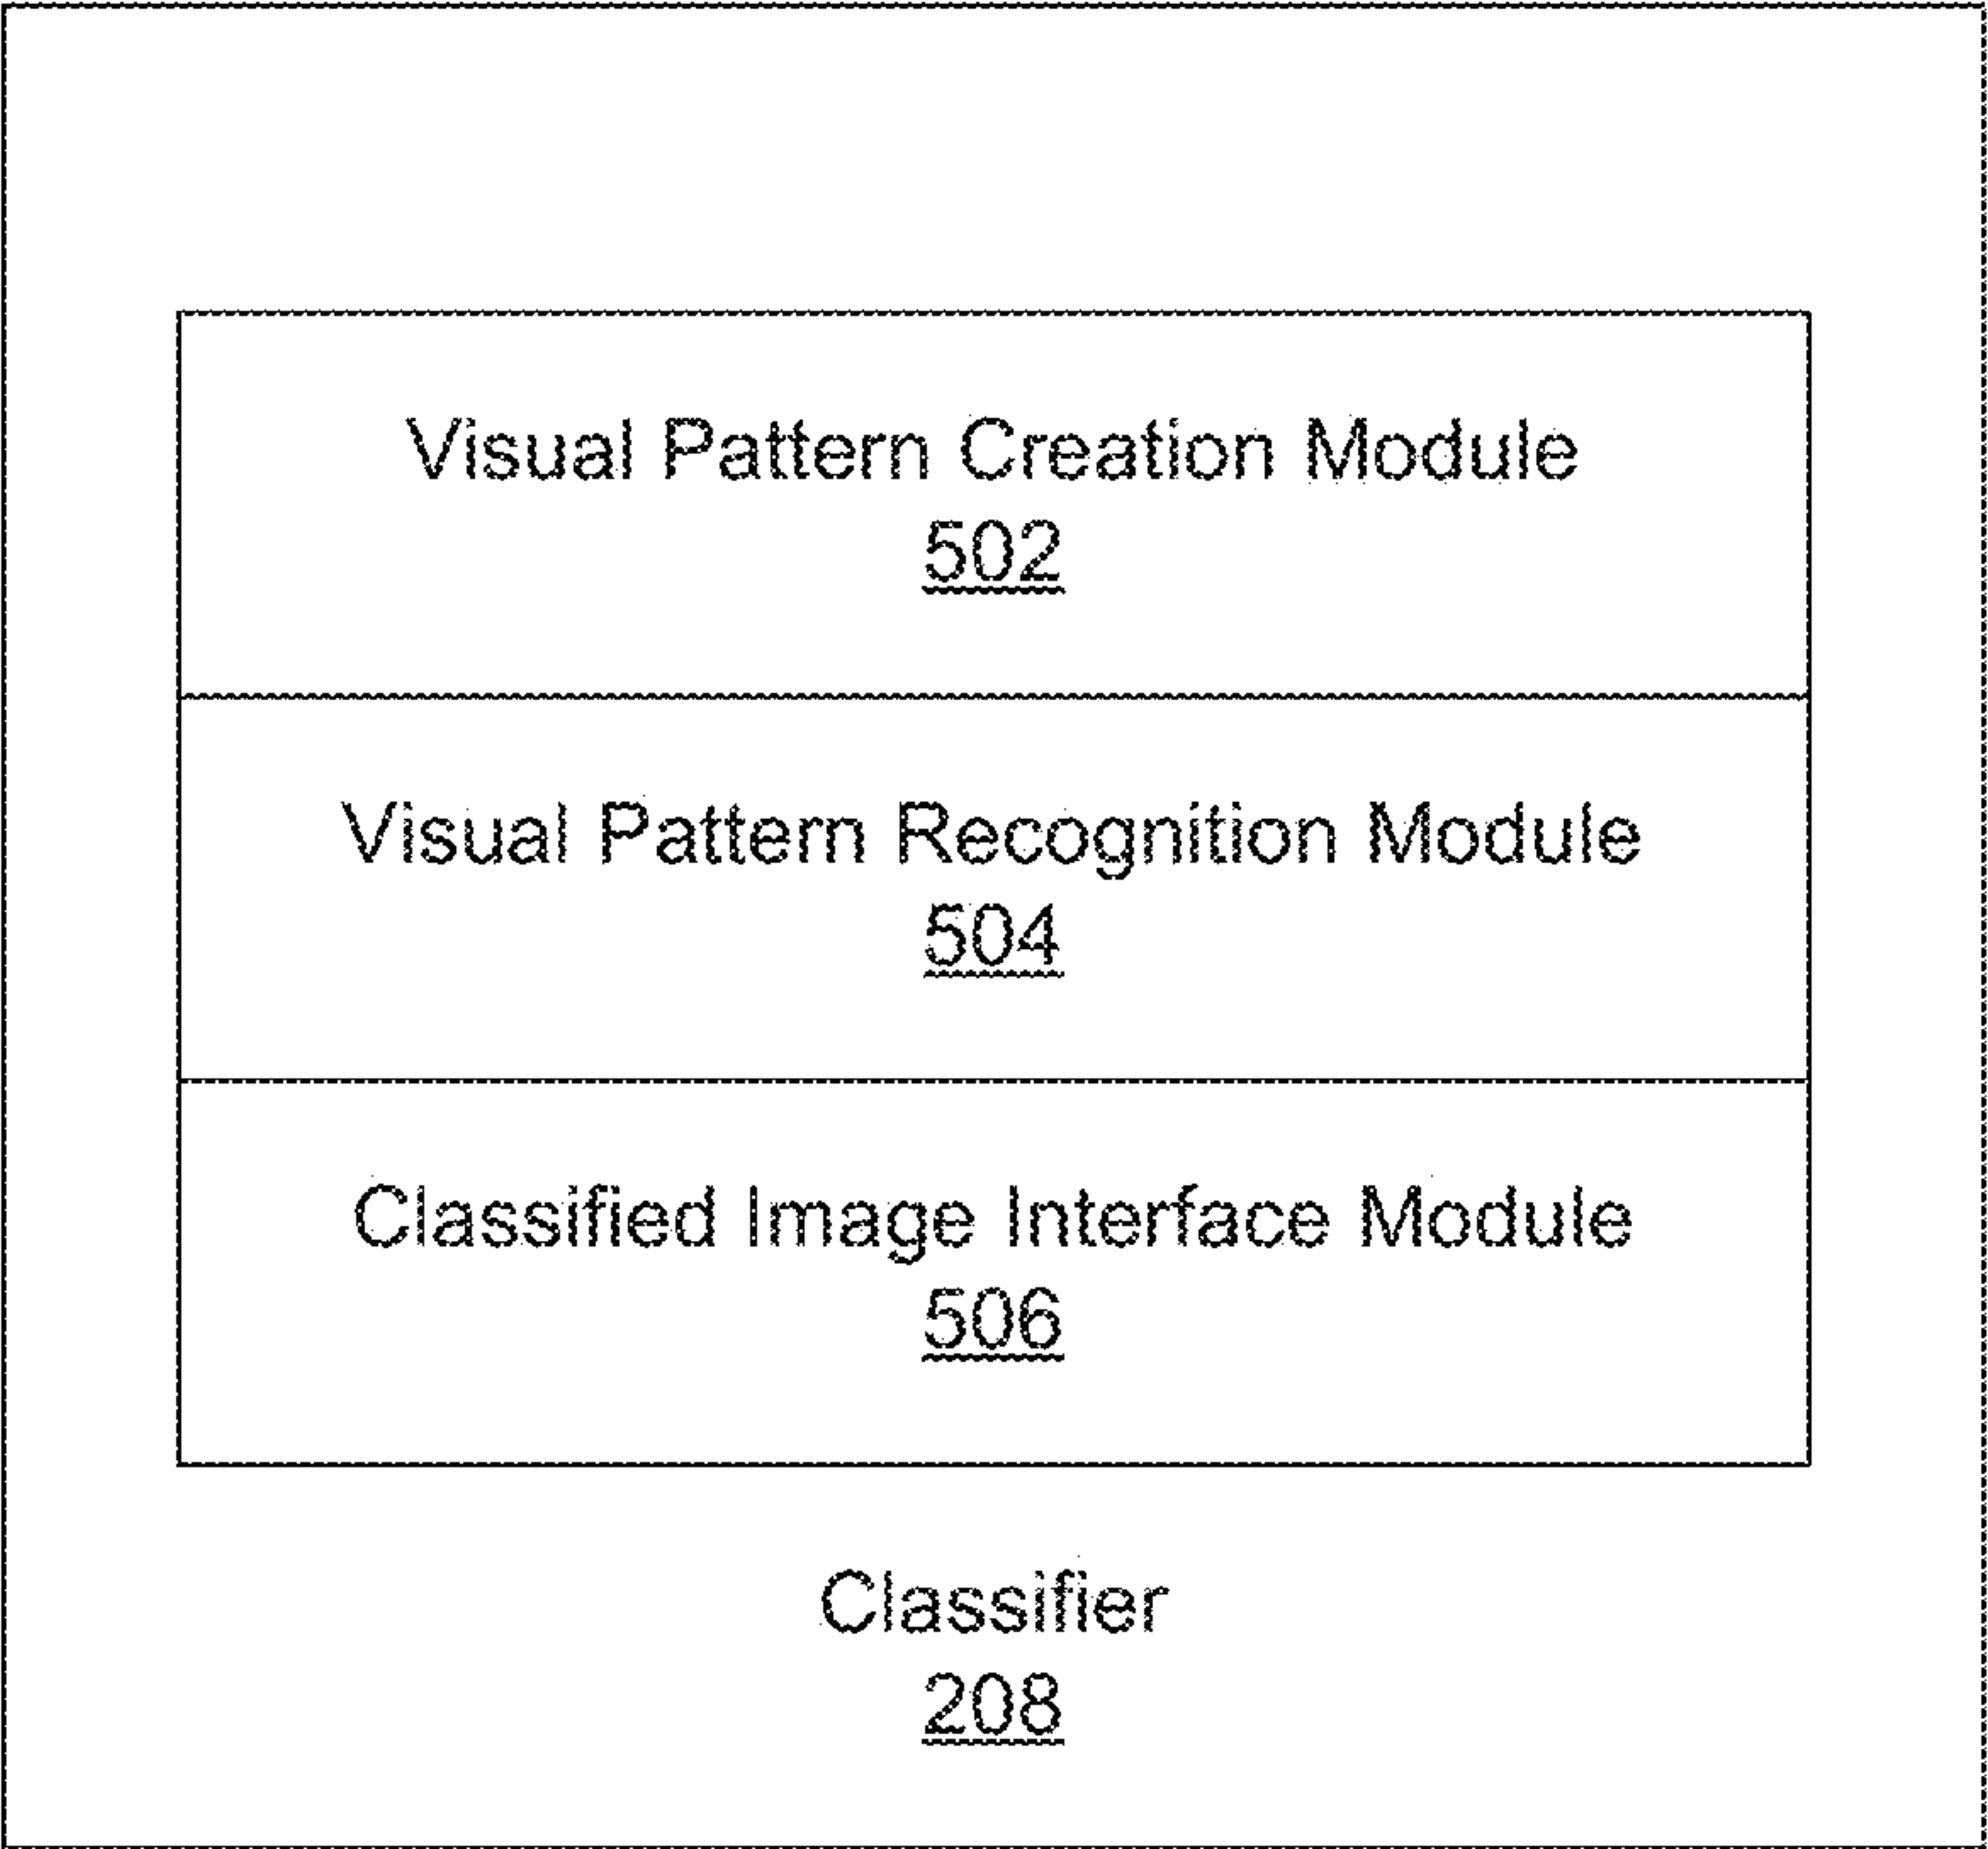 Visual Pattern Creation Module
502
Visual Pattern Recognition Module
504
Classified Image Interface Module
506
Classifier
208